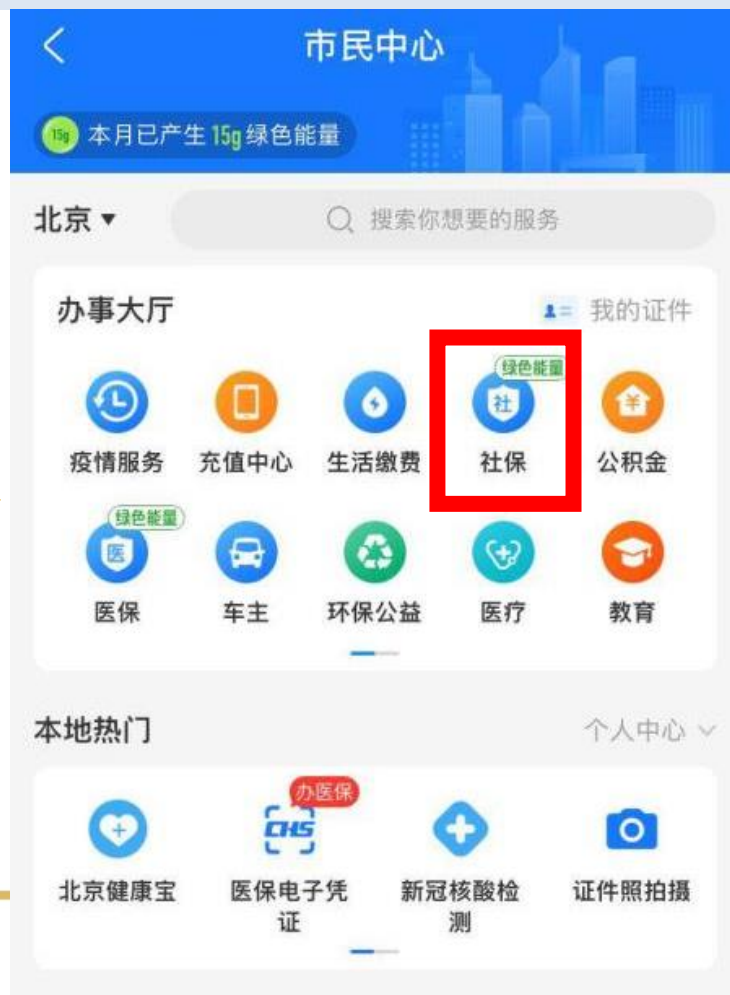 市民中心
15g 本月已产生 15g 绿色能量
北京 搜索你想要的服务
办事大厅 我的证件
绿色能量
社 ¥
疫情服务 充值中心 生活缴费 社保 公积金
绿色能量
医
医保 车主 环保公益 医疗 教育
本地热门 个人中心
办医保
CHS
北京健康宝 医保电子凭 新冠核酸检 证件照拍摄
证 测